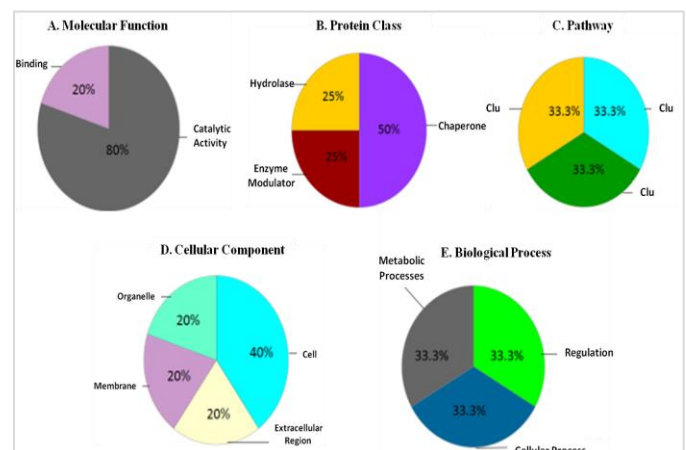 A. Molecular Function
Binding
20%
80%
Catalytic
Activity
B. Protein Class
Hydrolase
25%
50%
Chaperone
25%
Enzyme
Modulator
C. Pathway
Clu
33.3%
33.3%
Clu
33.3%
Clu
D. Cellular Component
Organelle
20%
40%
Cell
Membrane
20%
20%
Extracellular
Region
E. Biological Process
Metabolic
Processes
33.3%
33.3%
Regulation
33.3%
Cellular Process